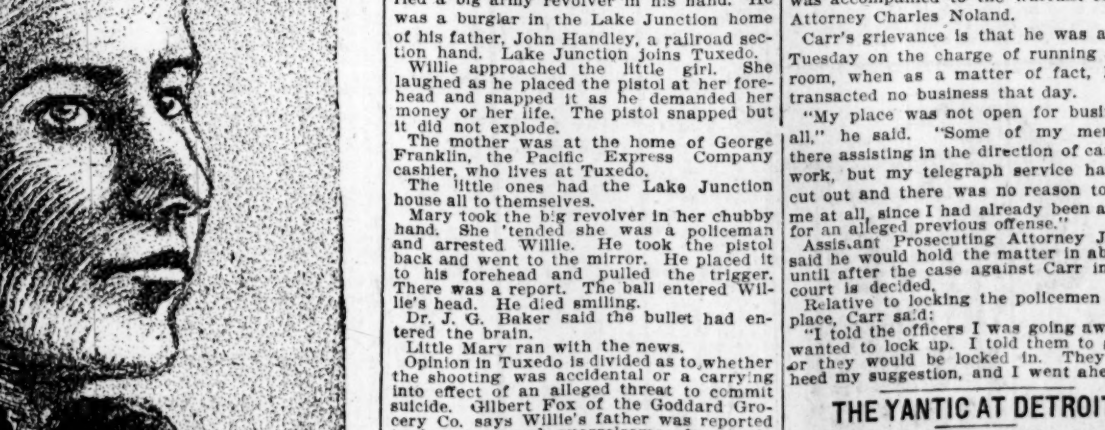 was a burglar in the Lake Junction home
of his father, John Handley, a railroad sec-
tion hand. Lake Junction joins Tuxedo.
Willie approached the little girl. She
laughed as he placed the pistol at her fore-
head and snapped it as he demanded her
money or her life. The pistol snapped but
it did not explode.
The mother was at the home of George
Franklin, the Pacific Express Company
cashier, who lives at Tuxedo.
The little ones had the Lake Junction
house all to themselves.
Mary took the big revolver in her chubby
hand. She 'tended she was a policeman
and arrested Willie. He took the pistol
back and went to the mirror. He placed it
to his forehead and pulled the trigger.
There was a report. The ball entered Wil-
lie's head. He died smiling.
Dr. J. G. Baker said the bullet had en-
tered the brain.
Little Mary ran with the news.
Opinion in Tuxedo is divided as to whether
the shooting was accidental or a carrying
into effect of an alleged threat to commit
suicide. Gilbert Fox of the Goddard Gro-
cery Co. says Willie's father was reported
Attorney Charles Noland.
Carr's grievance is that he was a
Tuesday on the charge of running
room, when as a matter of fact,
transacted no business that day.
"My place was not open for busi
all," he said. "Some of my me
there assisting in the direction of ca
work, but my telegraph service ha
cut out and there was no reason to
me at all, since I had already been a
for an alleged previous offense."
Assistant Prosecuting Attorney J
said he would hold the matter in ab
until after the case against Carr in
court is decided.
Relative to locking the policemen
place, Carr said:
"I told the officers I was going aw
wanted to lock up. I told them to
or they would be locked in. They
heed my suggestion, and I went ahe
THE YANTIC AT DETROIT